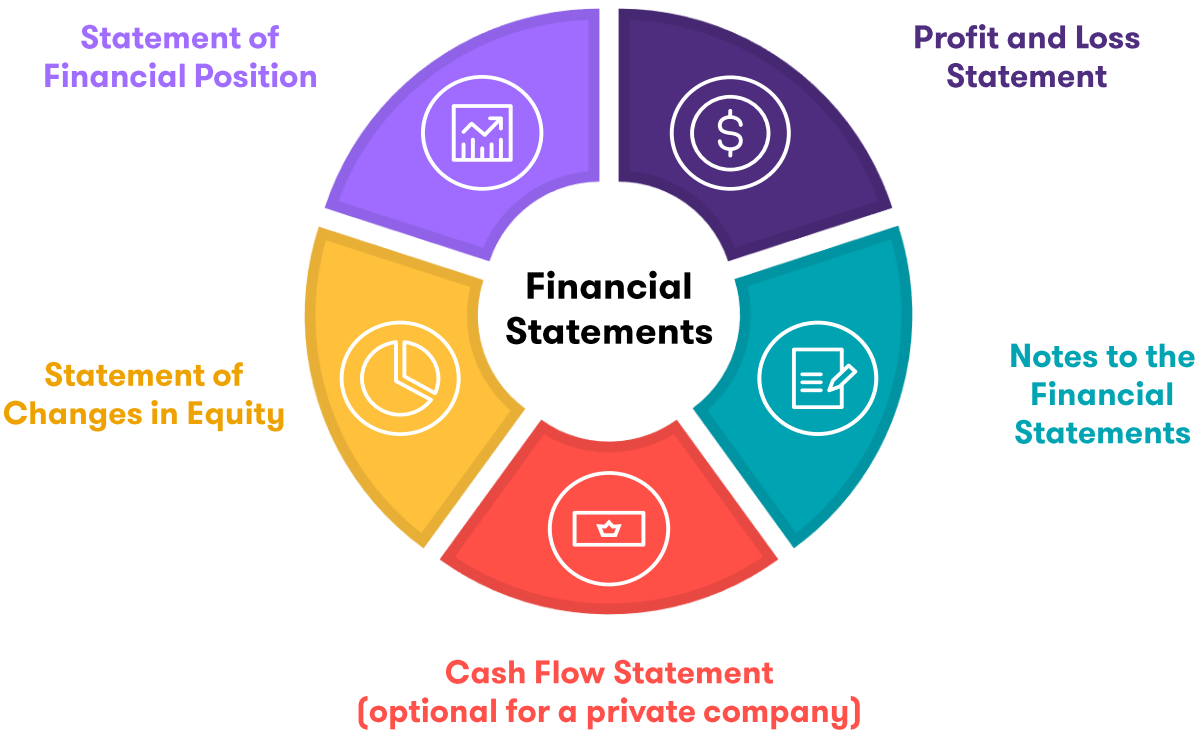 Statement of
Financial Position
Profit and Loss
Statement
$
Financial
Statements
Statement of
Changes in Equity
Notes to the
Financial
Statements
Cash Flow Statement
(optional for a private company)